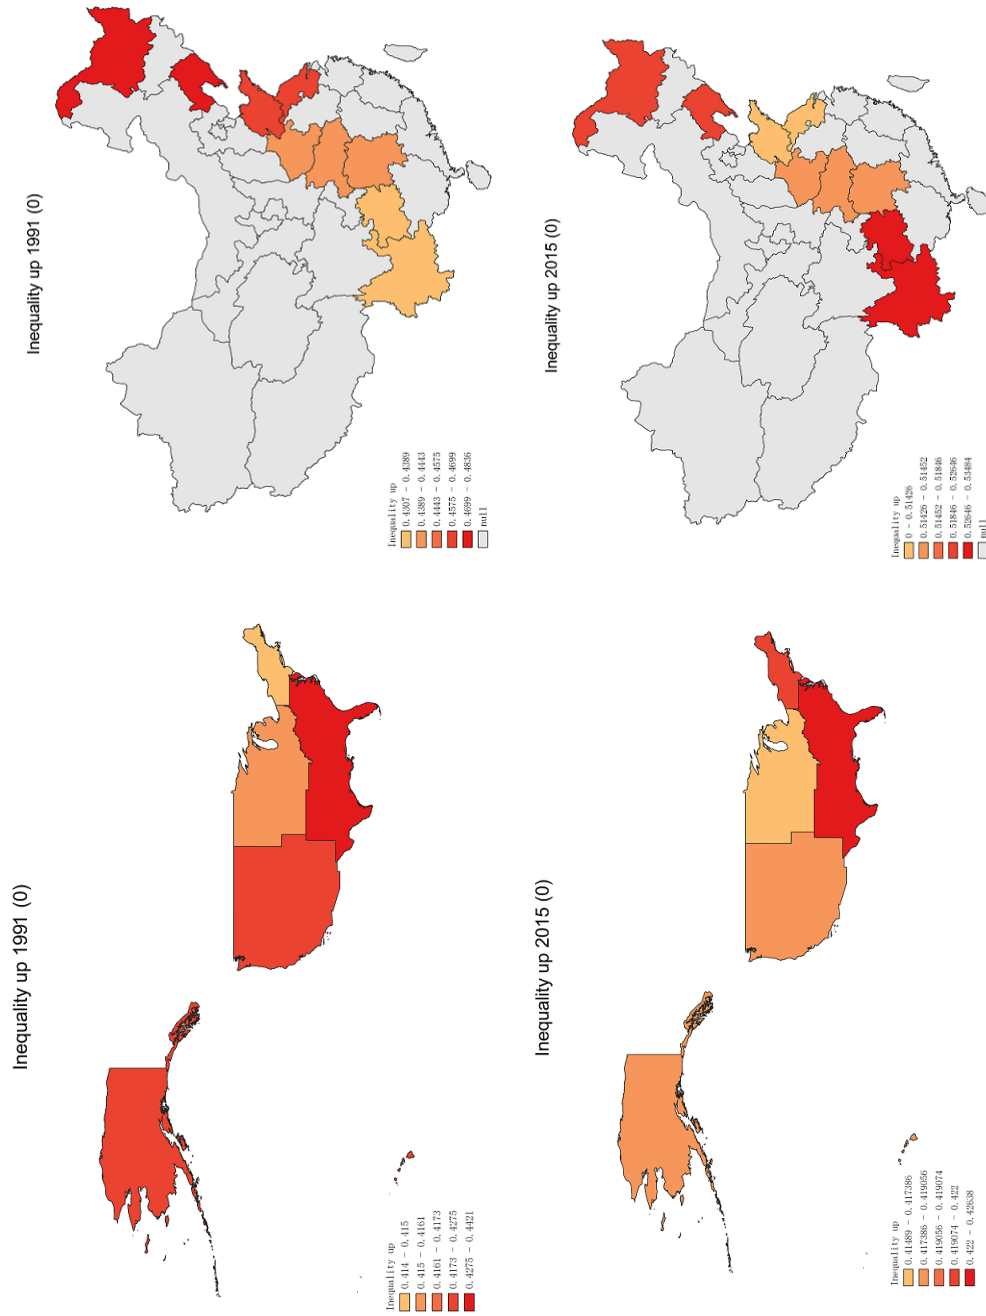 Inequality up 1991 (0)
Inequality up
0.4307 - 0.4389
0.4389 - 0.4443
0.4443 - 0.4575
0.4575 - 0.4699
0.4699 - 0.4836
null
Inequality up 2015 (0)
Inequality up
0 - 0.51426
0.51426 - 0.51452
0.51452 - 0.51846
0.51846 - 0.52646
0.52646 - 0.53484
null
Inequality up 1991 (0)
Inequality up
0.414 - 0.415
0.415 - 0.4161
0.4161 - 0.4173
0.4173 - 0.4275
0.4275 - 0.4421
Inequality up 2015 (0)
Inequality up
0.41489 - 0.417386
0.417386 - 0.419056
0.419056 - 0.419074
0.419074 - 0.422
0.422 - 0.42638